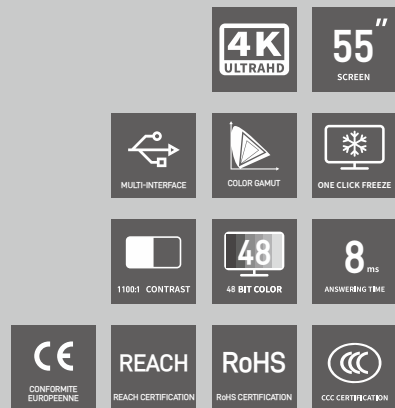 4K
ULTRAHD
55"
SCREEN
MULTI-INTERFACE
COLOR GAMUT
ONE CLICK FREEZE
1100:1 CONTRAST
48
48 BIT COLOR
8ms
ANSWERING TIME
CE
CONFORMITE
EUROPEENNE
REACH
REACH CERTIFICATION
RoHS
RoHS CERTIFICATION
CCC
CCC CERTIFICATION